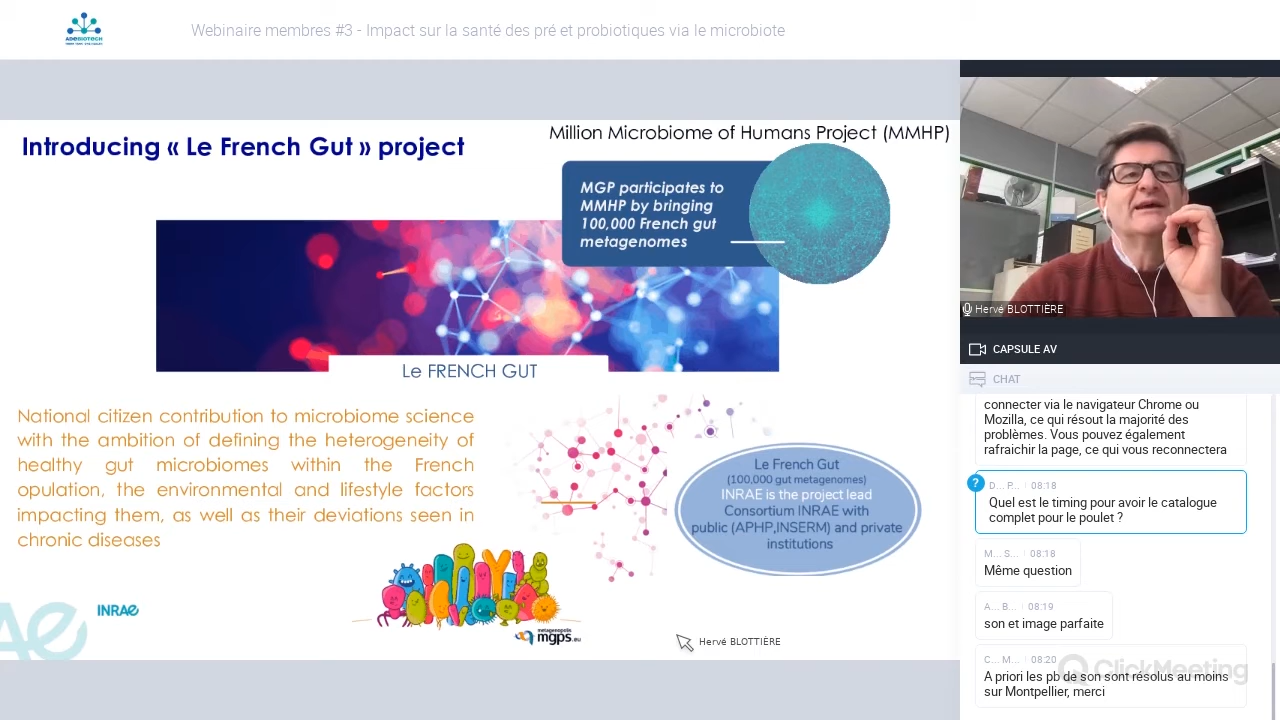 ADEBIOTECH
Webinaire membres #3 - Impact sur la santé des pré et probiotiques via le microbiote
Introducing « Le French Gut » project
Million Microbiome of Humans Project (MMHP)
MGP participates to
MMHP by bringing
100,000 French gut
metagenomes
Le FRENCH GUT
National citizen contribution to microbiome science
with the ambition of defining the heterogeneity of
healthy gut microbiomes within the French
opulation, the environmental and lifestyle factors
impacting them, as well as their deviations seen in
chronic diseases
Le French Gut
(100,000 gut metagenomes)
INRAE is the project lead
Consortium INRAE with
public (APHP,INSERM) and private
institutions
INRAE
metagenopolis
mgps.eu
Hervé BLOTTIÈRE
Hervé BLOTTIÈRE
CAPSULE AV
CHAT
connecter via le navigateur Chrome ou
Mozilla, ce qui résout la majorité des
problèmes. Vous pouvez également
rafraichir la page, ce qui vous reconnectera
?
D... P... 08:18
Quel est le timing pour avoir le catalogue
complet pour le poulet ?
M... S... 08:18
Même question
A... B... 08:19
son et image parfaite
C... M... 08:20
A priori les pb de son sont résolus au moins
sur Montpellier, merci
ClickMeeting